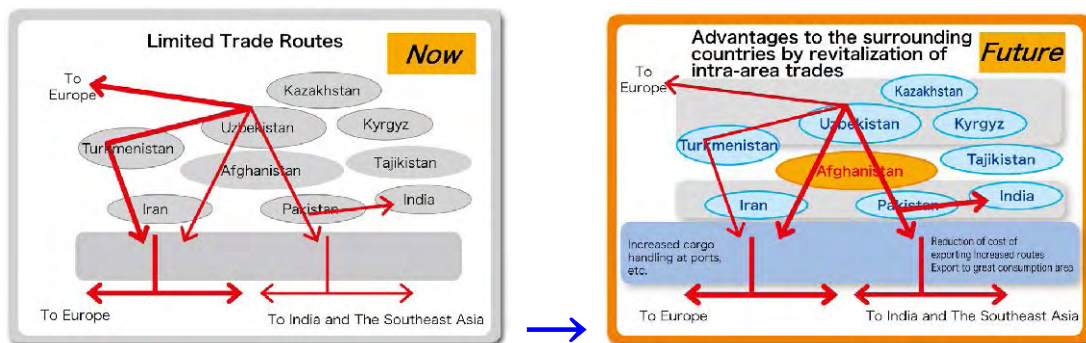 Limited Trade Routes
Now
To
Europe
Kazakhstan
Uzbekistan
Kyrgyz
Turkmenistan
Afghanistan
Tajikistan
Iran
Pakistan
India
To Europe
To India and The Southeast Asia
Advantages to the surrounding
countries by revitalization of
intra-area trades
Future
To
Europe
Kazakhstan
Uzbekistan
Kyrgyz
Turkmenistan
Afghanistan
Tajikistan
Iran
Pakistan
India
Increased cargo
handling at ports,
etc.
Reduction of cost of
exporting Increased routes
Export to great consumption area
To Europe
To India and The Southeast Asia